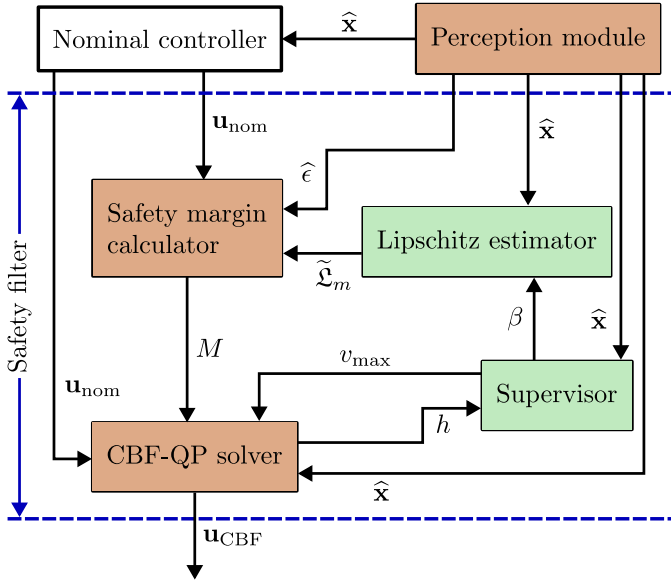 Nominal controller
x̂
Perception module
u_nom
x̂
ε̂
Safety margin
calculator
Lipschitz estimator
𝔏̃_m
Safety filter
M
β
x̂
v_max
u_nom
Supervisor
h
CBF-QP solver
x̂
u_CBF